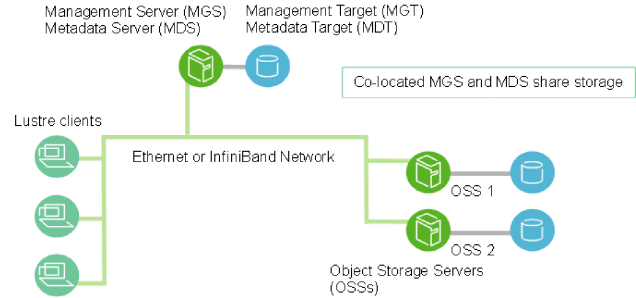 Management Server (MGS)
Metadata Server (MDS)
Management Target (MGT)
Metadata Target (MDT)
Co-located MGS and MDS share storage
Lustre clients
Ethernet or InfiniBand Network
OSS 1
OSS 2
Object Storage Servers
(OSSs)